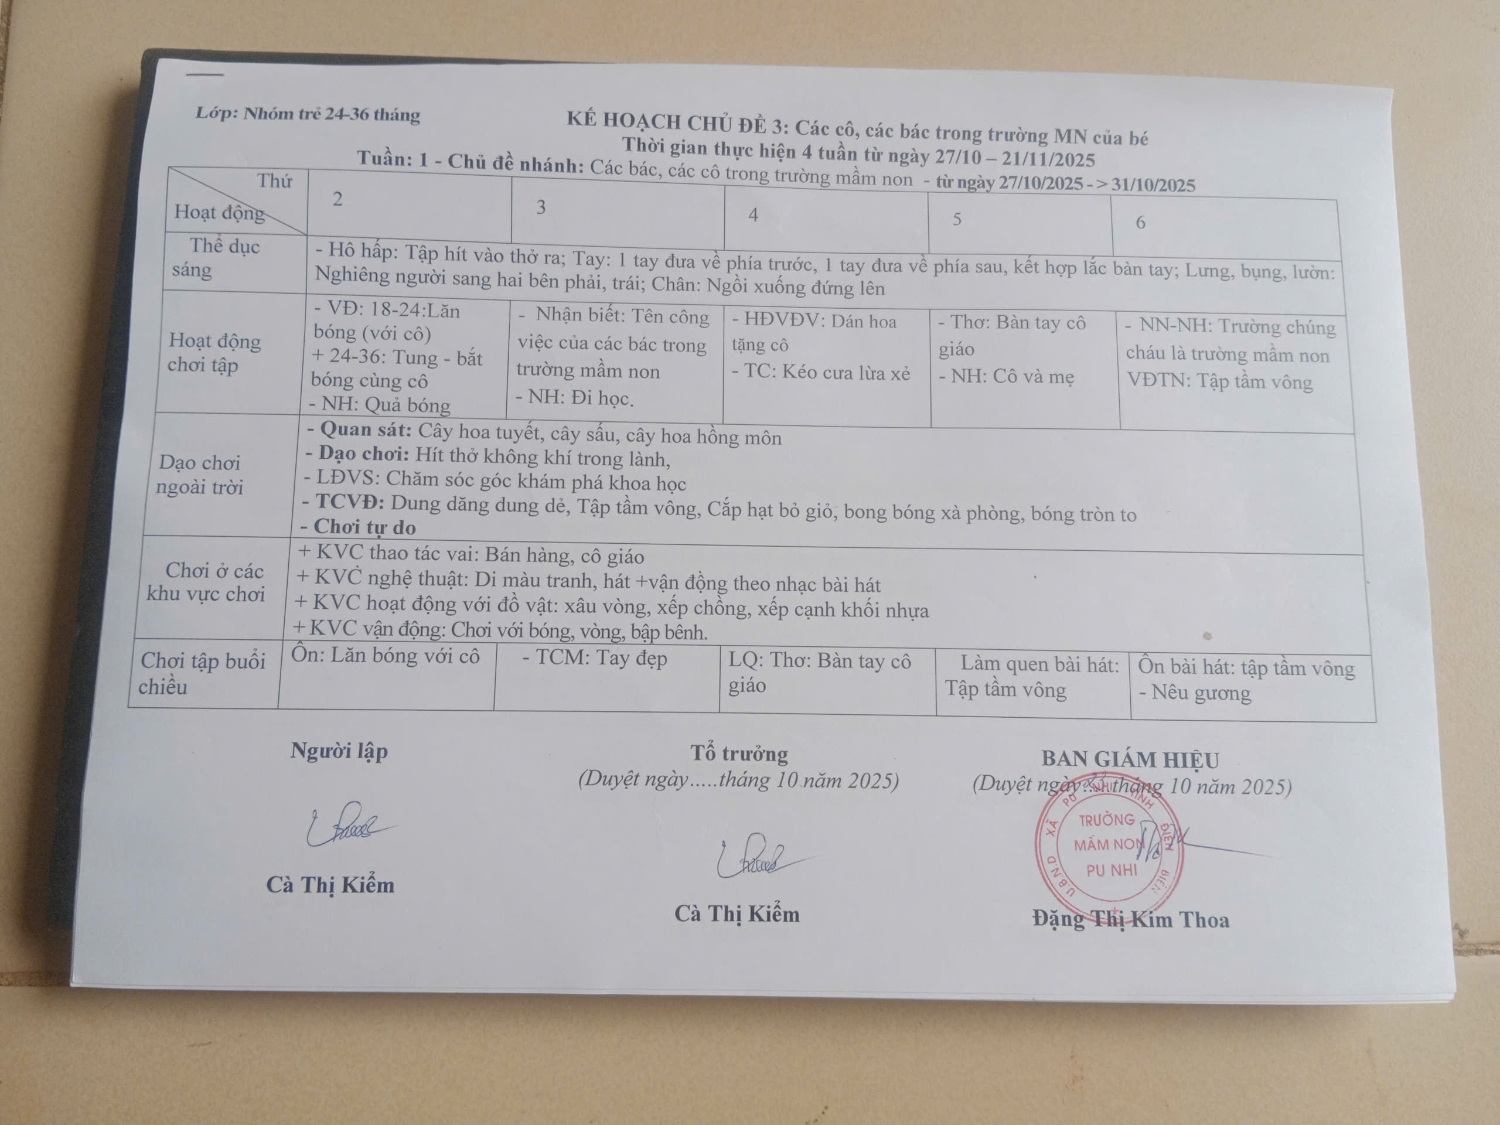 Lớp: Nhóm trẻ 24-36 tháng
KẾ HOẠCH CHỦ ĐỀ 3: Các cô, các bác trong trường MN của bé
Thời gian thực hiện 4 tuần từ ngày 27/10 – 21/11/2025
Tuần: 1 - Chủ đề nhánh: Các bác, các cô trong trường mầm non - từ ngày 27/10/2025 - > 31/10/2025
Thứ
Hoạt động
2
3
4
5
6
Thể dục
sáng
- Hô hấp: Tập hít vào thở ra; Tay: 1 tay đưa về phía trước, 1 tay đưa về phía sau, kết hợp lắc bàn tay; Lưng, bụng, lườn:
Nghiêng người sang hai bên phải, trái; Chân: Ngồi xuống đứng lên
Hoạt động
chơi tập
- VĐ: 18-24:Lăn
bóng (với cô)
+ 24-36: Tung - bắt
bóng cùng cô
- NH: Quả bóng
- Nhận biết: Tên công
việc của các bác trong
trường mầm non
- NH: Đi học.
- HĐVĐV: Dán hoa
tặng cô
- TC: Kéo cưa lừa xẻ
- Thơ: Bàn tay cô
giáo
- NH: Cô và mẹ
- NN-NH: Trường chúng
cháu là trường mầm non
VĐTN: Tập tầm vông
Dạo chơi
ngoài trời
- Quan sát: Cây hoa tuyết, cây sấu, cây hoa hồng môn
- Dạo chơi: Hít thở không khí trong lành,
- LĐVS: Chăm sóc góc khám phá khoa học
- TCVĐ: Dung dăng dung dẻ, Tập tầm vông, Cắp hạt bỏ giỏ, bong bóng xà phòng, bóng tròn to
- Chơi tự do
Chơi ở các
khu vực chơi
+ KVC thao tác vai: Bán hàng, cô giáo
+ KVC nghệ thuật: Di màu tranh, hát +vận động theo nhạc bài hát
+ KVC hoạt động với đồ vật: xâu vòng, xếp chồng, xếp cạnh khối nhựa
+ KVC vận động: Chơi với bóng, vòng, bập bênh.
Chơi tập buổi
chiều
Ôn: Lăn bóng với cô
- TCM: Tay đẹp
LQ: Thơ: Bàn tay cô
giáo
Làm quen bài hát:
Tập tầm vông
Ôn bài hát: tập tầm vông
- Nêu gương
Người lập
Tổ trưởng
(Duyệt ngày.....tháng 10 năm 2025)
BAN GIÁM HIỆU
(Duyệt ngày tháng 10 năm 2025)
U.B.N.D XÃ PU NHI TỈNH ĐIỆN BIÊN
TRƯỜNG
MẦM NON
PU NHI
Cà Thị Kiểm
Cà Thị Kiểm
Đặng Thị Kim Thoa